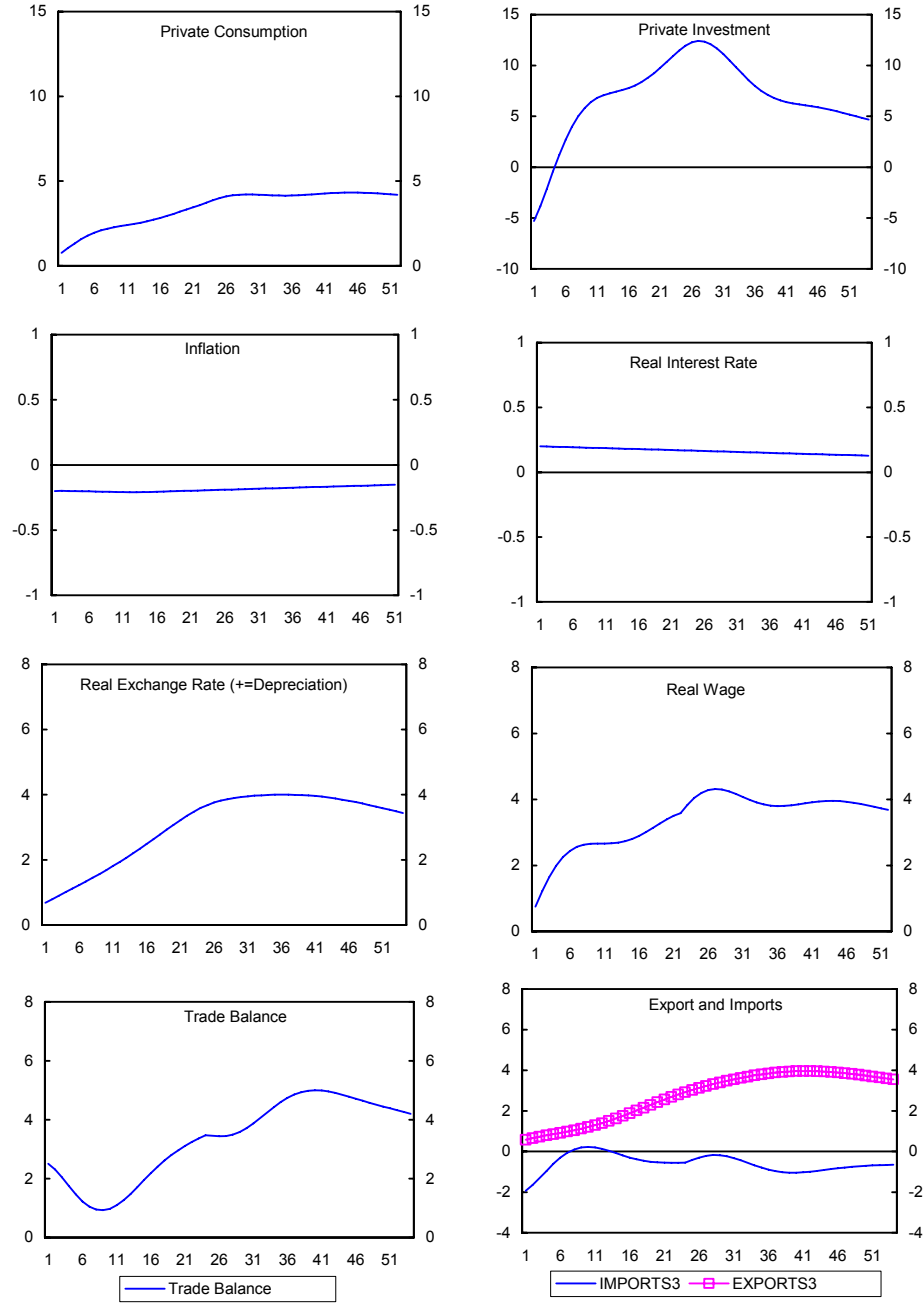 Private Consumption
15 15
10 10
5 5
0 0
1 6 11 16 21 26 31 36 41 46 51
Private Investment
15 15
10 10
5 5
0 0
-5 -5
-10 -10
1 6 11 16 21 26 31 36 41 46 51
Inflation
1 1
0.5 0.5
0 0
-0.5 -0.5
-1 -1
1 6 11 16 21 26 31 36 41 46 51
Real Interest Rate
1 1
0.5 0.5
0 0
-0.5 -0.5
-1 -1
1 6 11 16 21 26 31 36 41 46 51
Real Exchange Rate (+=Depreciation)
8 8
6 6
4 4
2 2
0 0
1 6 11 16 21 26 31 36 41 46 51
Real Wage
8 8
6 6
4 4
2 2
0 0
1 6 11 16 21 26 31 36 41 46 51
Trade Balance
8 8
6 6
4 4
2 2
0 0
1 6 11 16 21 26 31 36 41 46 51
Trade Balance
Export and Imports
8 8
6 6
4 4
2 2
0 0
-2 -2
-4 -4
1 6 11 16 21 26 31 36 41 46 51
IMPORTS3 EXPORTS3